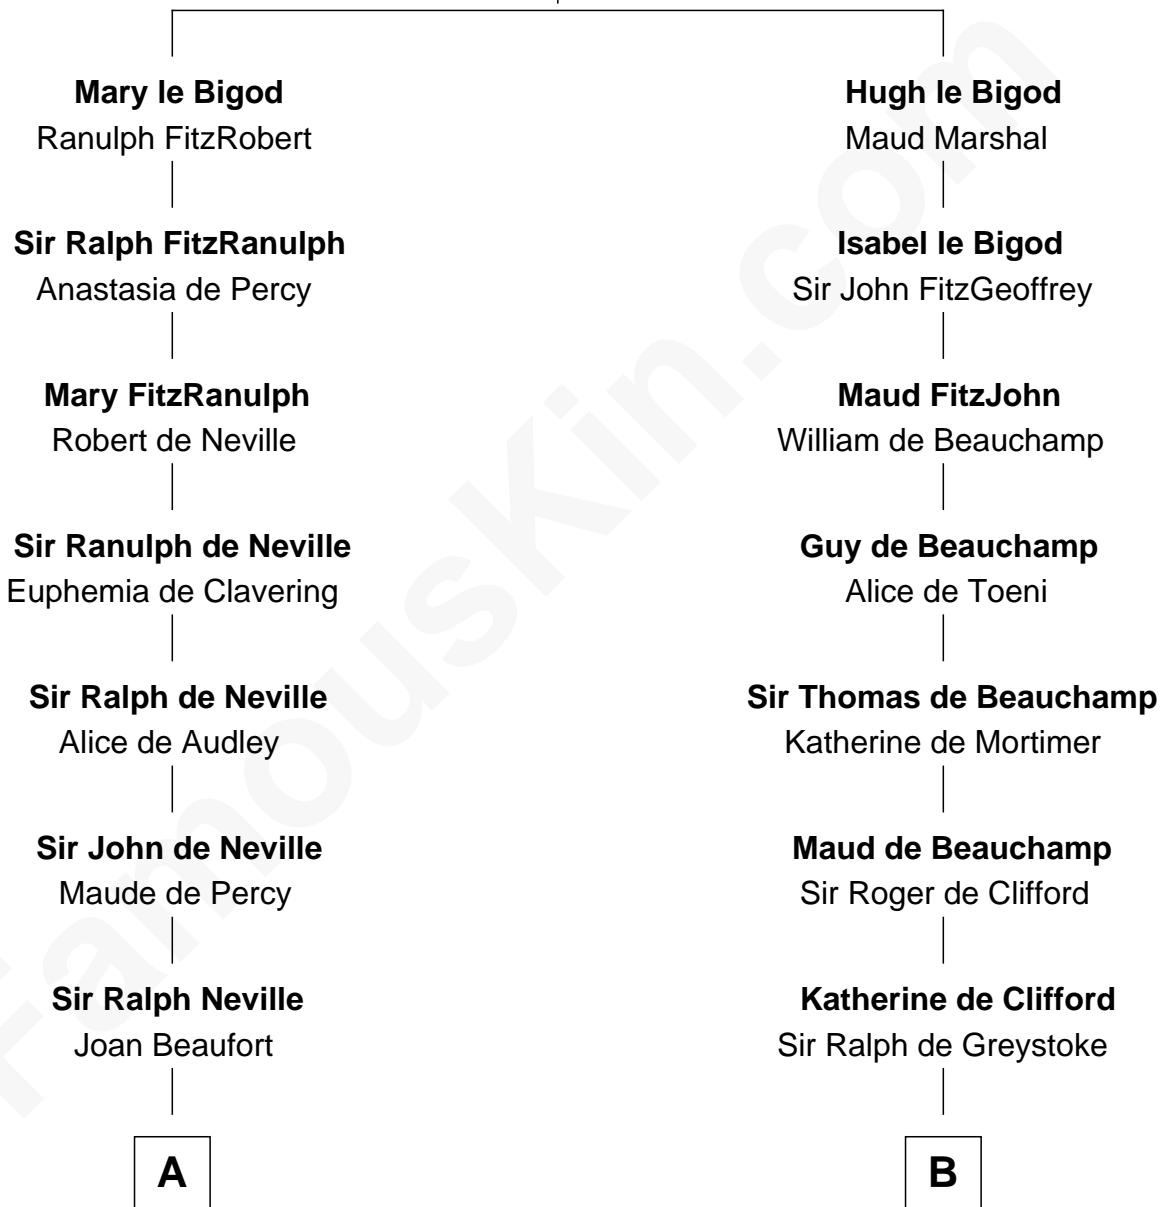 Mary le Bigod
Ranulph FitzRobert
Sir Ralph FitzRanulph
Anastasia de Percy
Mary FitzRanulph
Robert de Neville
Sir Ranulph de Neville
Euphemia de Clavering
Sir Ralph de Neville
Alice de Audley
Sir John de Neville
Maude de Percy
Sir Ralph Neville
Joan Beaufort
A
Hugh le Bigod
Maud Marshal
Isabel le Bigod
Sir John FitzGeoffrey
Maud FitzJohn
William de Beauchamp
Guy de Beauchamp
Alice de Toeni
Sir Thomas de Beauchamp
Katherine de Mortimer
Maud de Beauchamp
Sir Roger de Clifford
Katherine de Clifford
Sir Ralph de Greystoke
B
FamousKin.com